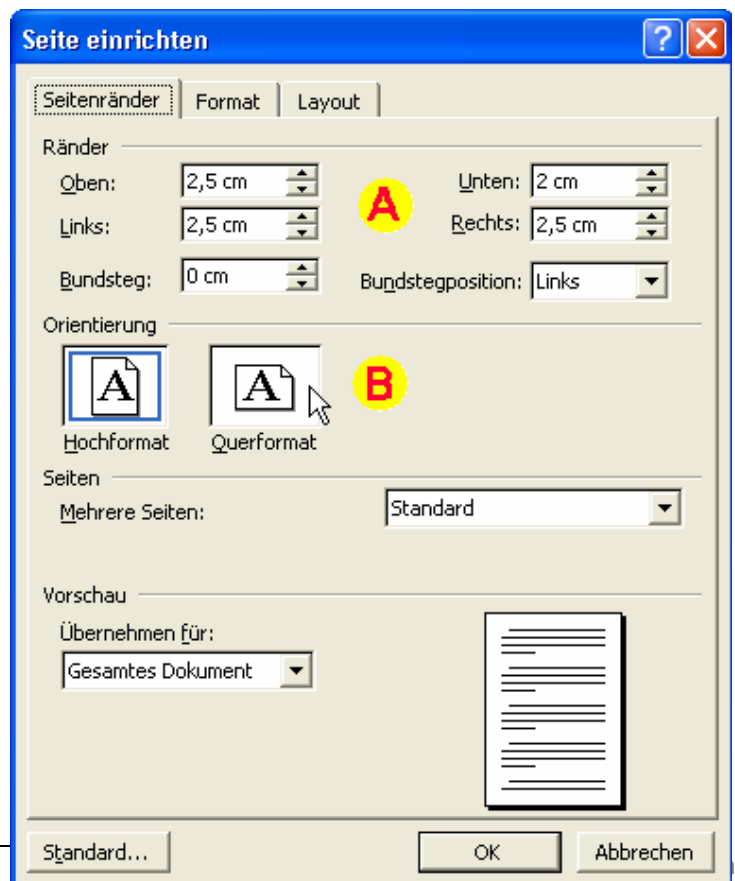 Seite einrichten
Seitenränder Format Layout
Ränder
Oben: 2,5 cm Unten: 2 cm
A
Links: 2,5 cm Rechts: 2,5 cm
Bundsteg: 0 cm Bundstegposition: Links
Orientierung
A A B
Hochformat Querformat
Seiten
Mehrere Seiten: Standard
Vorschau
Übernehmen für:
Gesamtes Dokument
Standard... OK Abbrechen